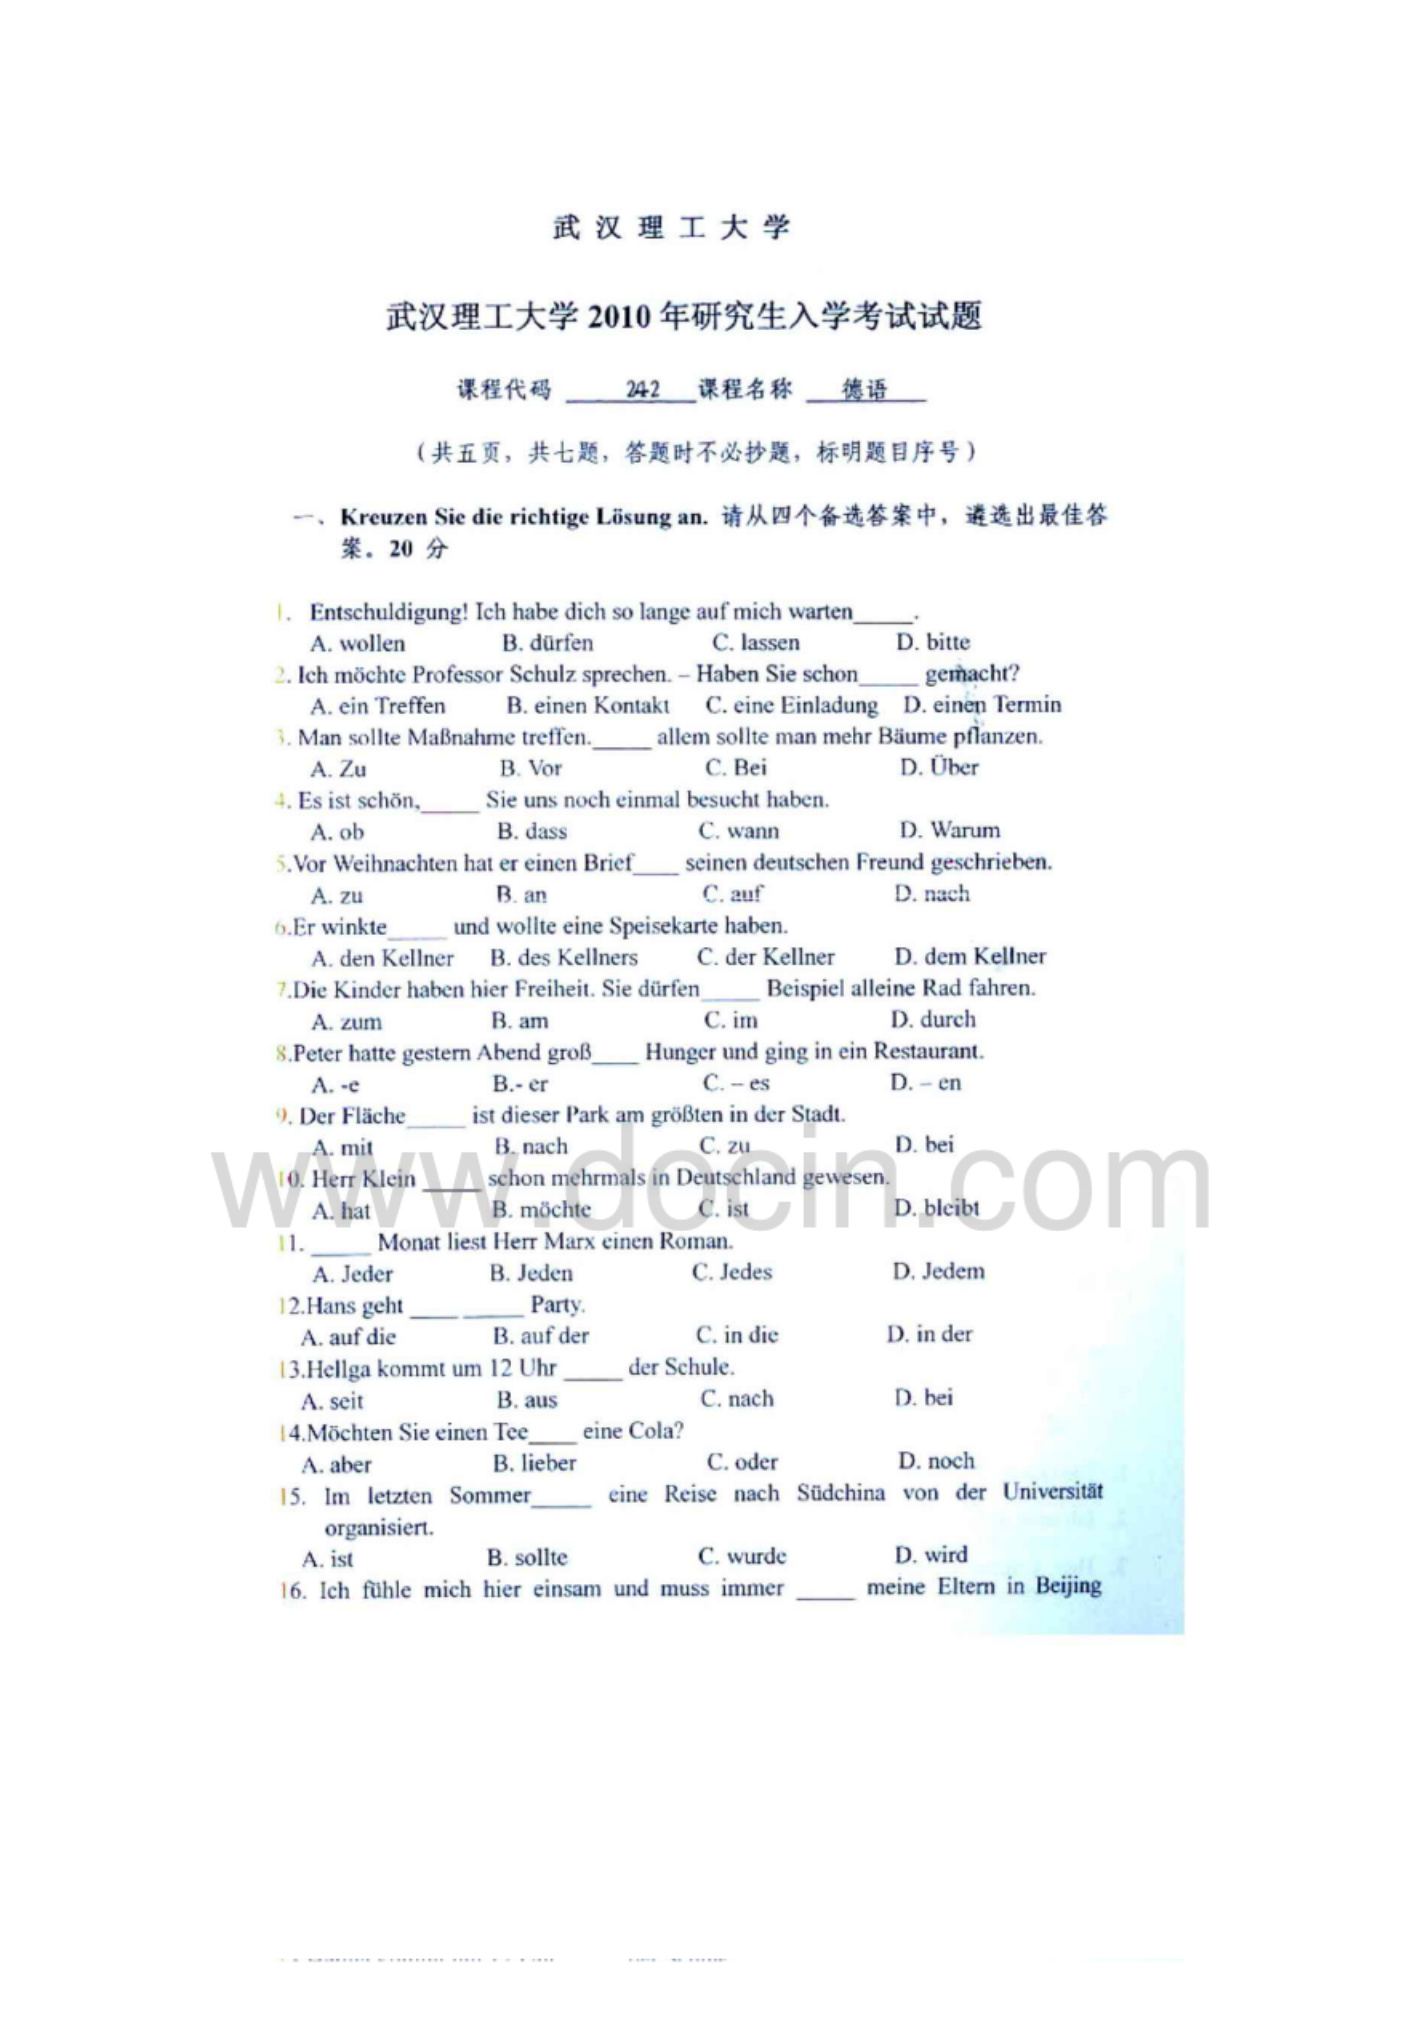 武 汉 理 工 大 学
武汉理工大学 2010 年研究生入学考试试题
课程代码 242 课程名称 德语
（共五页，共七题，答题时不必抄题，标明题目序号）
一、Kreuzen Sie die richtige Lösung an. 请从四个备选答案中，遴选出最佳答
案。20 分
1. Entschuldigung! Ich habe dich so lange auf mich warten_____.
A. wollen B. dürfen C. lassen D. bitte
2. Ich möchte Professor Schulz sprechen. – Haben Sie schon_____ gemacht?
A. ein Treffen B. einen Kontakt C. eine Einladung D. einen Termin
3. Man sollte Maßnahme treffen._____ allem sollte man mehr Bäume pflanzen.
A. Zu B. Vor C. Bei D. Über
4. Es ist schön,_____ Sie uns noch einmal besucht haben.
A. ob B. dass C. wann D. Warum
5.Vor Weihnachten hat er einen Brief____ seinen deutschen Freund geschrieben.
A. zu B. an C. auf D. nach
6.Er winkte_____ und wollte eine Speisekarte haben.
A. den Kellner B. des Kellners C. der Kellner D. dem Kellner
7.Die Kinder haben hier Freiheit. Sie dürfen_____ Beispiel alleine Rad fahren.
A. zum B. am C. im D. durch
8.Peter hatte gestern Abend groß____ Hunger und ging in ein Restaurant.
A. -e B.- er C. – es D. – en
9. Der Fläche_____ ist dieser Park am größten in der Stadt.
A. mit B. nach C. zu D. bei
www.docin.com
10. Herr Klein _____ schon mehrmals in Deutschland gewesen.
A. hat B. möchte C. ist D. bleibt
11. _____ Monat liest Herr Marx einen Roman.
A. Jeder B. Jeden C. Jedes D. Jedem
12.Hans geht ____ _____ Party.
A. auf die B. auf der C. in die D. in der
13.Hellga kommt um 12 Uhr _____ der Schule.
A. seit B. aus C. nach D. bei
14.Möchten Sie einen Tee____ eine Cola?
A. aber B. lieber C. oder D. noch
15. Im letzten Sommer_____ eine Reise nach Südchina von der Universität
organisiert.
A. ist B. sollte C. wurde D. wird
16. Ich fühle mich hier einsam und muss immer _____ meine Eltern in Beijing